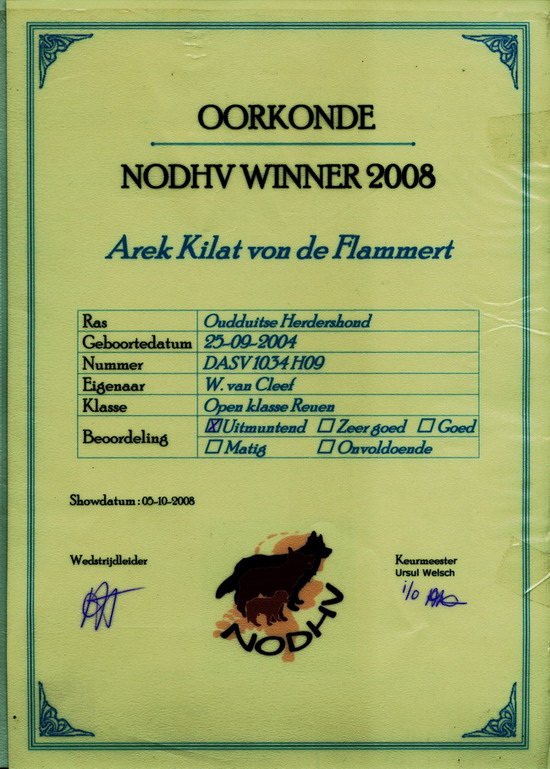 OORKONDE
NODHV WINNER 2008
Arek Kilat von de Flammert
Ras Oudduitse Herdershond
Geboortedatum 25-09-2004
Nummer DASV 1034 H09
Eigenaar W. van Cleef
Klasse Open klasse Reuen
Beoordeling ☒ Uitmuntend ☐ Zeer goed ☐ Goed
☐ Matig ☐ Onvoldoende
Showdatum : 05-10-2008
Wedstrijdleider Keurmeester
Ursul Welsch
i/o
NODHV